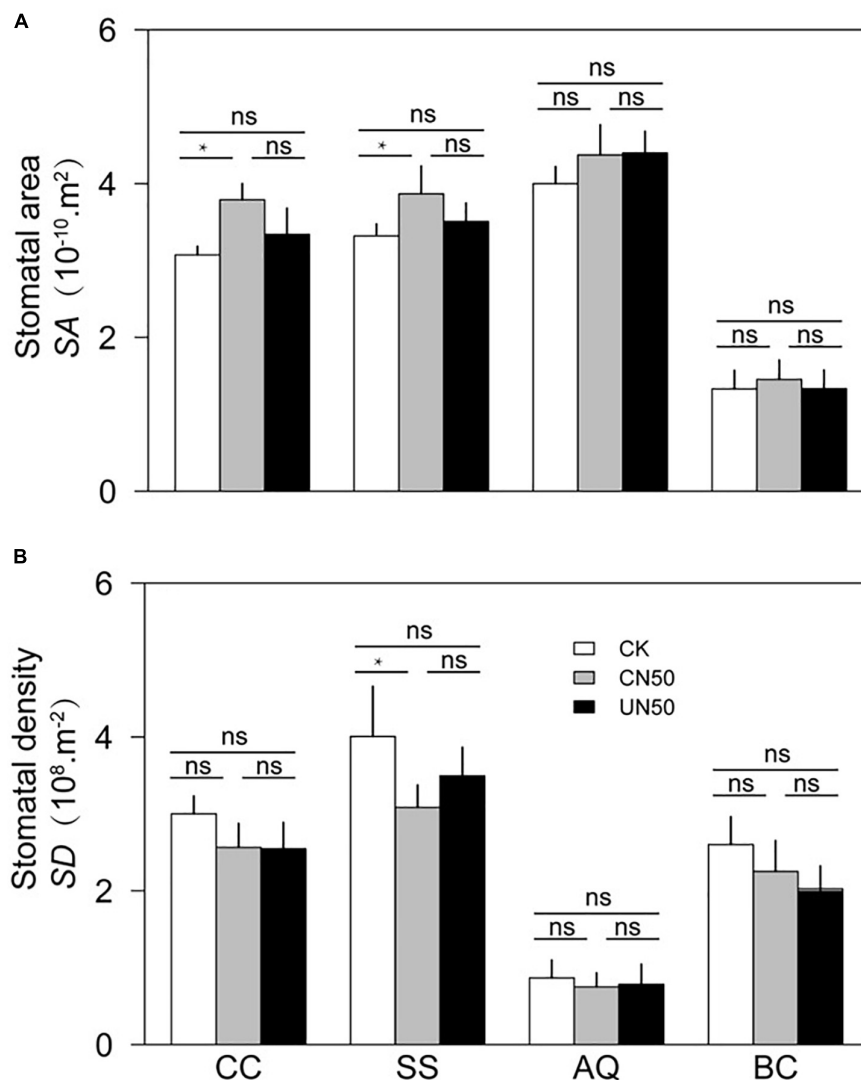 A
6
4
2
0
Stomatal area
SA (10⁻¹⁰.m²)
ns
* ns
ns
* ns
ns
ns ns
ns
ns ns
B
6
4
2
0
Stomatal density
SD (10⁸.m⁻²)
ns
ns ns
ns
* ns
ns
ns ns
ns
ns ns
CK
CN50
UN50
CC SS AQ BC